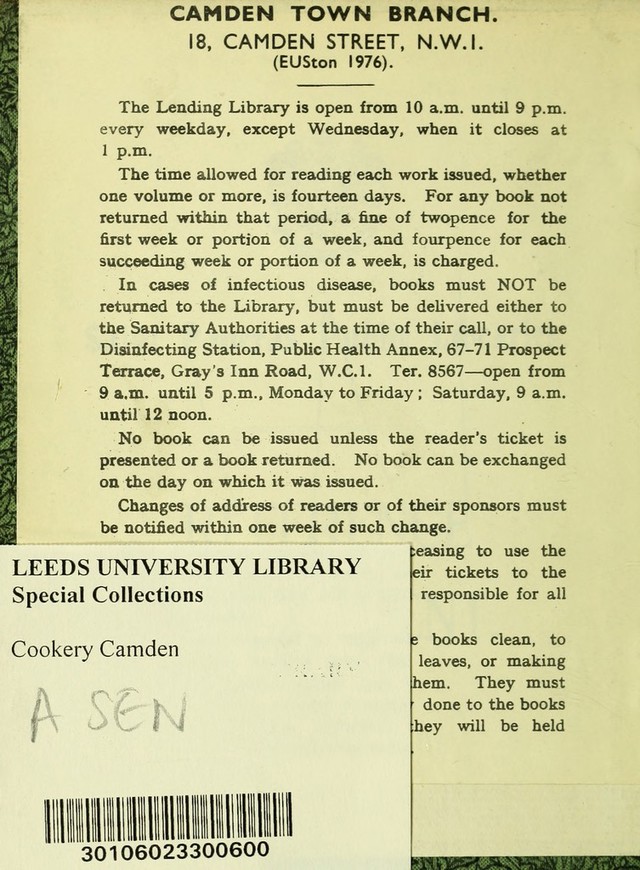 CAMDEN TOWN BRANCH.
18, CAMDEN STREET, N.W.1.
(EUSton 1976).
The Lending Library is open from 10 a.m. until 9 p.m.
every weekday, except Wednesday, when it closes at
1 p.m.
The time allowed for reading each work issued, whether
one volume or more, is fourteen days. For any book not
returned within that period, a fine of twopence for the
first week or portion of a week, and fourpence for each
succeeding week or portion of a week, is charged.
In cases of infectious disease, books must NOT be
returned to the Library, but must be delivered either to
the Sanitary Authorities at the time of their call, or to the
Disinfecting Station, Public Health Annex, 67–71 Prospect
Terrace, Gray's Inn Road, W.C.1. Ter. 8567—open from
9 a.m. until 5 p.m., Monday to Friday; Saturday, 9 a.m.
until 12 noon.
No book can be issued unless the reader's ticket is
presented or a book returned. No book can be exchanged
on the day on which it was issued.
Changes of address of readers or of their sponsors must
be notified within one week of such change.
easing to use the
eir tickets to the
responsible for all
e books clean, to
leaves, or making
hem. They must
done to the books
hey will be held
LEEDS UNIVERSITY LIBRARY
Special Collections
Cookery Camden
A SEN
30106023300600